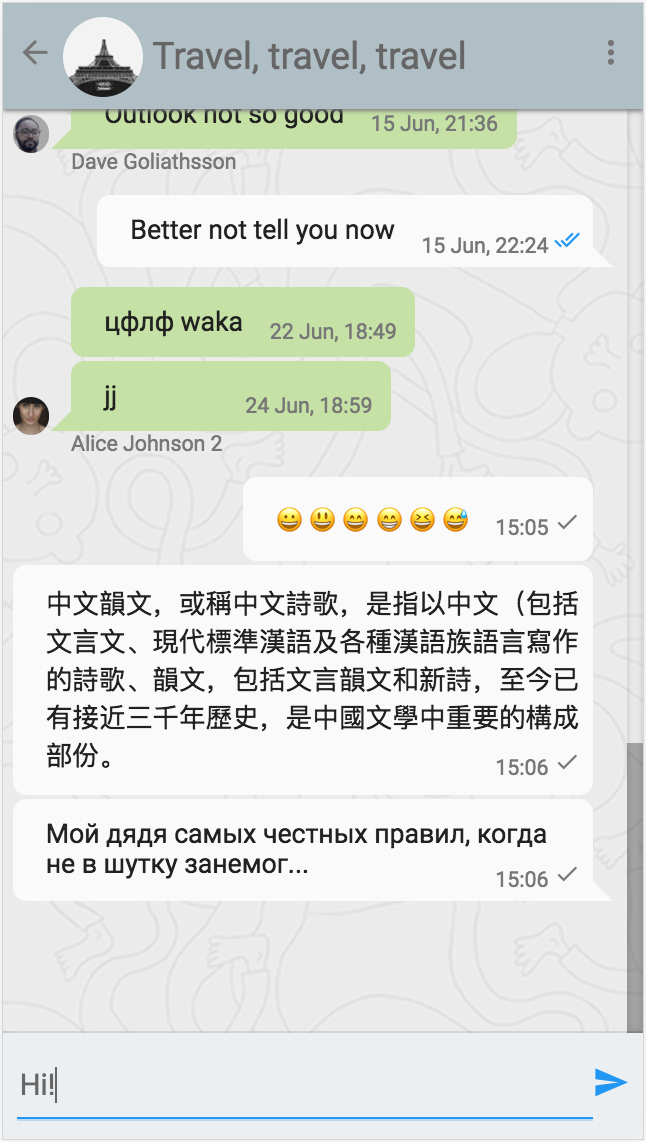 Travel, travel, travel
Outlook not so good 15 Jun, 21:36
Dave Goliathsson
Better not tell you now 15 Jun, 22:24
цфлф waka 22 Jun, 18:49
jj 24 Jun, 18:59
Alice Johnson 2
😀 😃 😄 😁 😆 😅 15:05
中文韻文，或稱中文詩歌，是指以中文（包括
文言文、現代標準漢語及各種漢語族語言寫作
的詩歌、韻文，包括文言韻文和新詩，至今已
有接近三千年歷史，是中國文學中重要的構成
部份。 15:06
Мой дядя самых честных правил, когда
не в шутку занемог... 15:06
Hi!